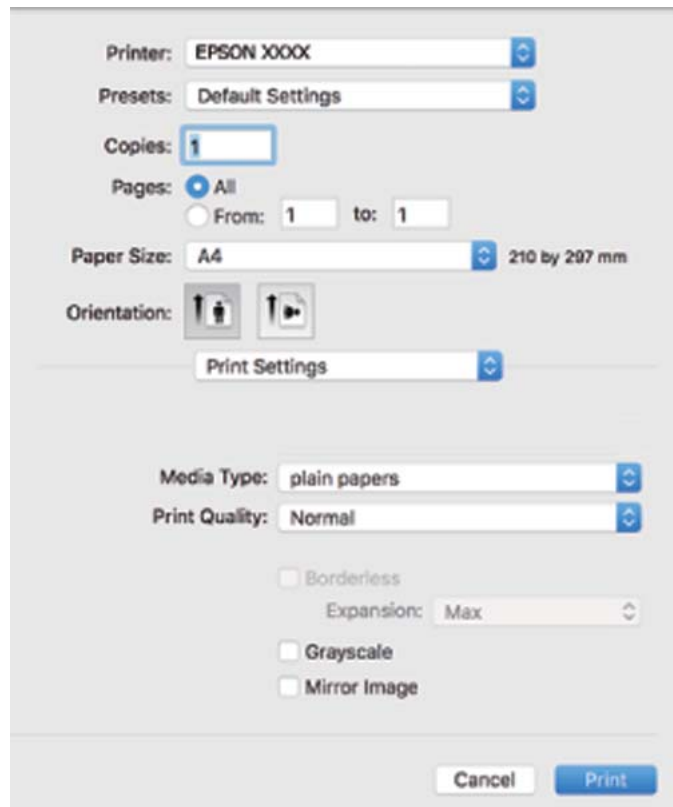 Printer: EPSON XXXX
Presets: Default Settings
Copies: 1
Pages: All
From: 1 to: 1
Paper Size: A4 210 by 297 mm
Orientation:
Print Settings
Media Type: plain papers
Print Quality: Normal
Borderless
Expansion: Max
Grayscale
Mirror Image
Cancel Print